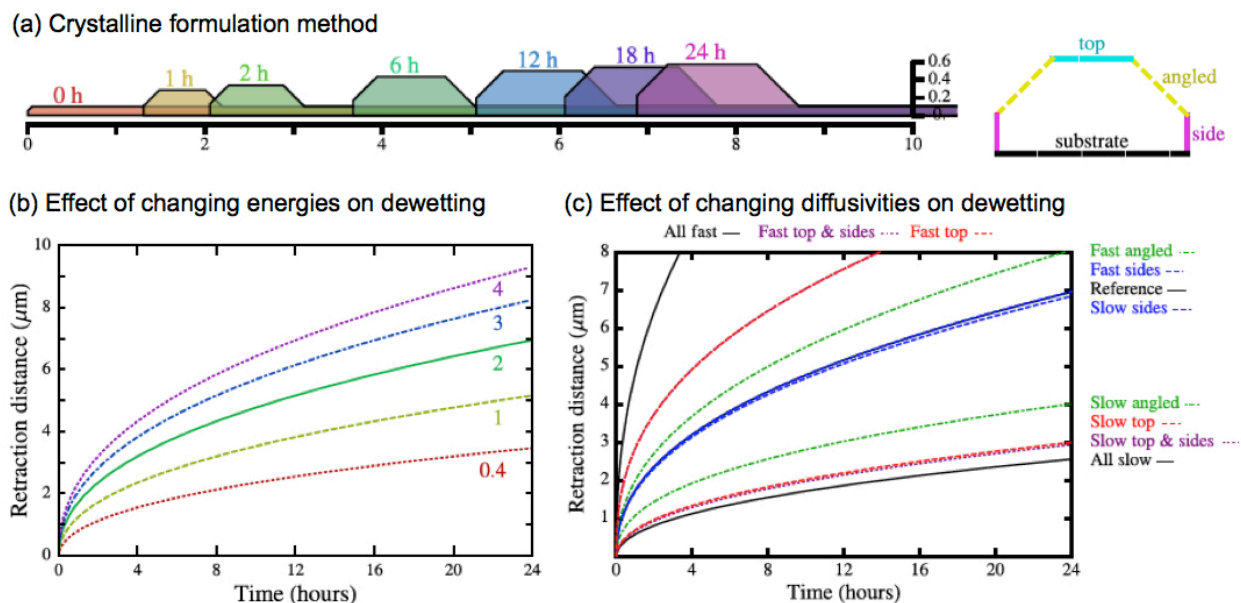 (a) Crystalline formulation method
0 h 1 h 2 h 6 h 12 h 18 h 24 h
0.6
0.4
0.2
0.
0 2 4 6 8 10
top
angled
side
substrate
(b) Effect of changing energies on dewetting
Retraction distance (μm)
10
8
6
4
2
0
4
3
2
1
0.4
0 4 8 12 16 20 24
Time (hours)
(c) Effect of changing diffusivities on dewetting
All fast — Fast top & sides ···· Fast top ---
Retraction distance (μm)
8
7
6
5
4
3
2
1
0 4 8 12 16 20 24
Time (hours)
Fast angled -·-
Fast sides ---
Reference —
Slow sides ---
Slow angled -·-
Slow top ---
Slow top & sides ····
All slow —